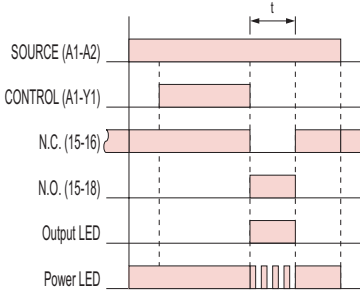 t
SOURCE (A1-A2)
CONTROL (A1-Y1)
N.C. (15-16)
N.O. (15-18)
Output LED
Power LED